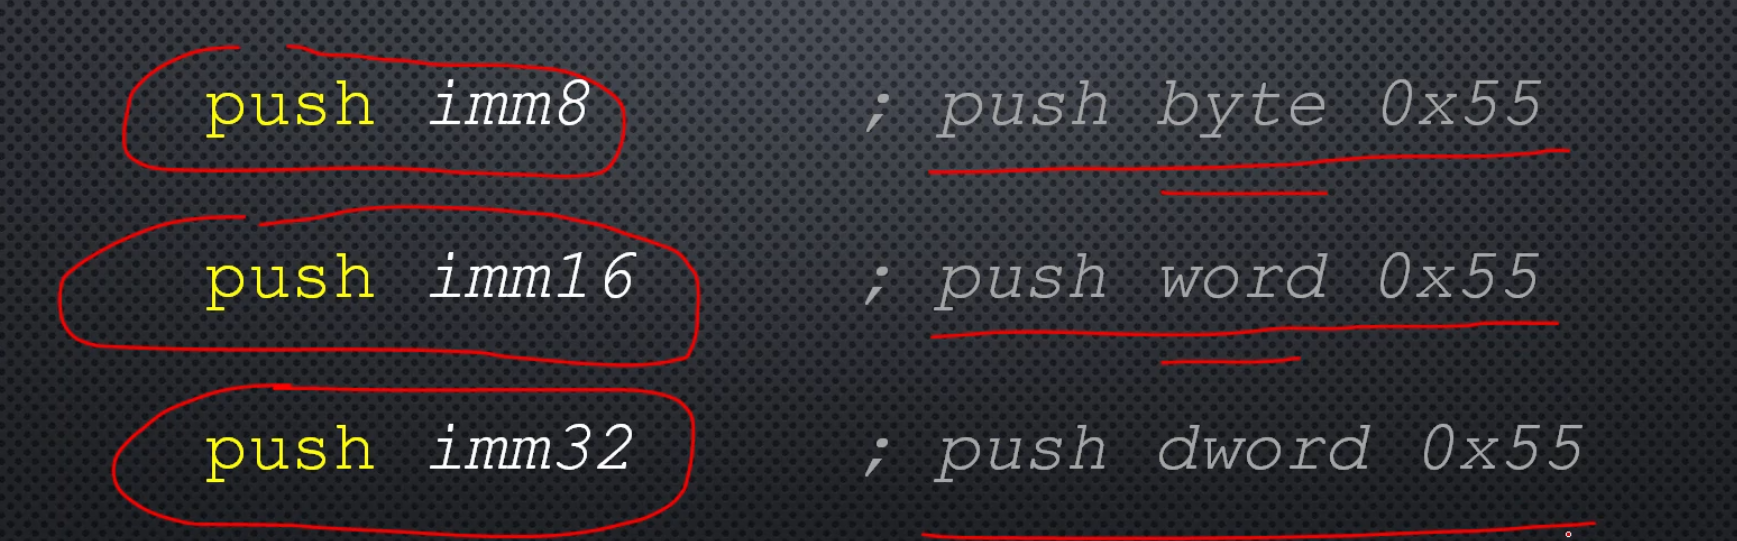 push imm8 ; push byte 0x55
push imm16 ; push word 0x55
push imm32 ; push dword 0x55